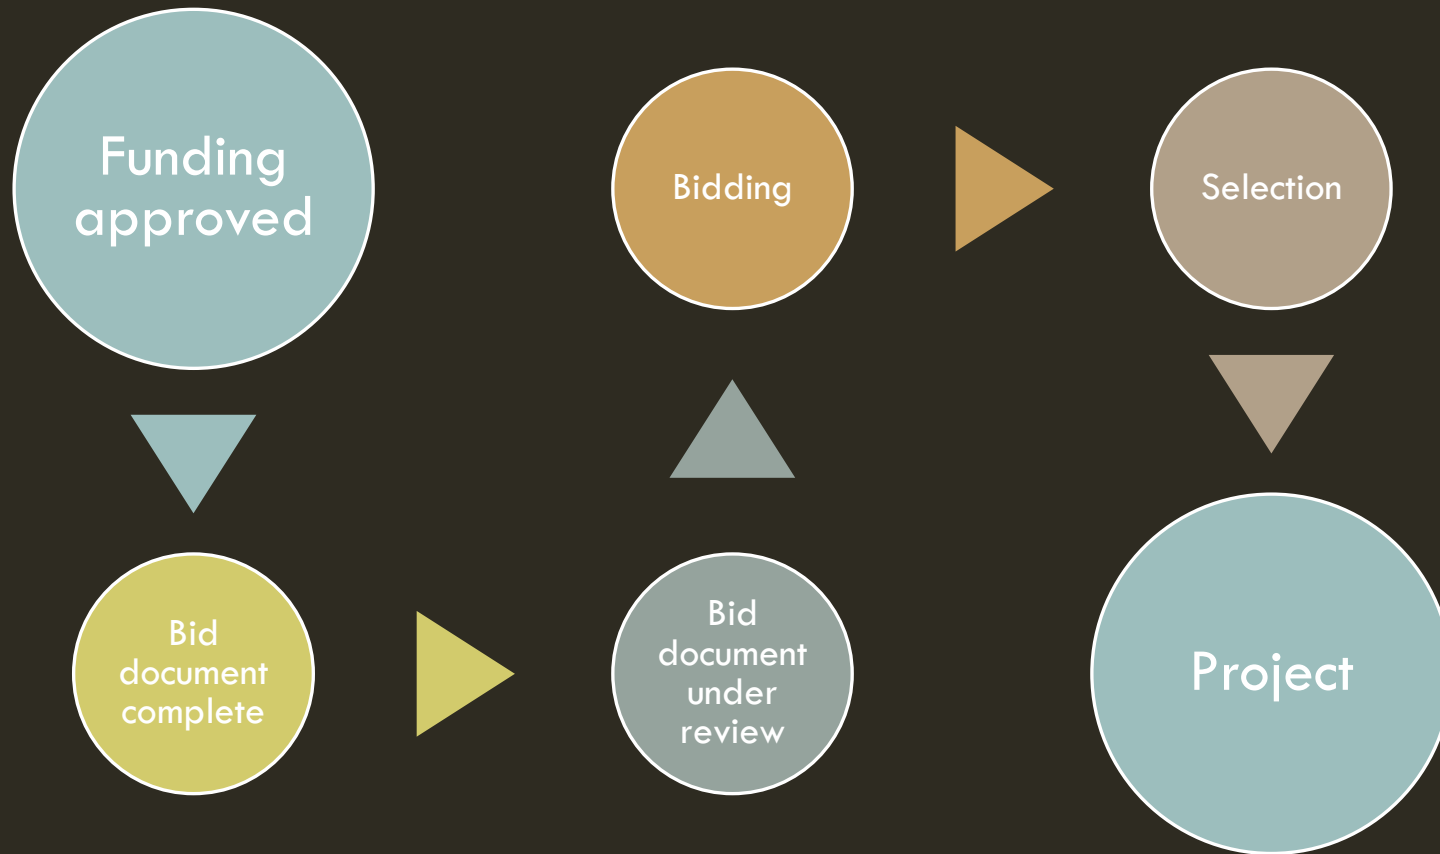 Funding
approved
Bid
document
complete
Bid
document
under
review
Bidding
Selection
Project